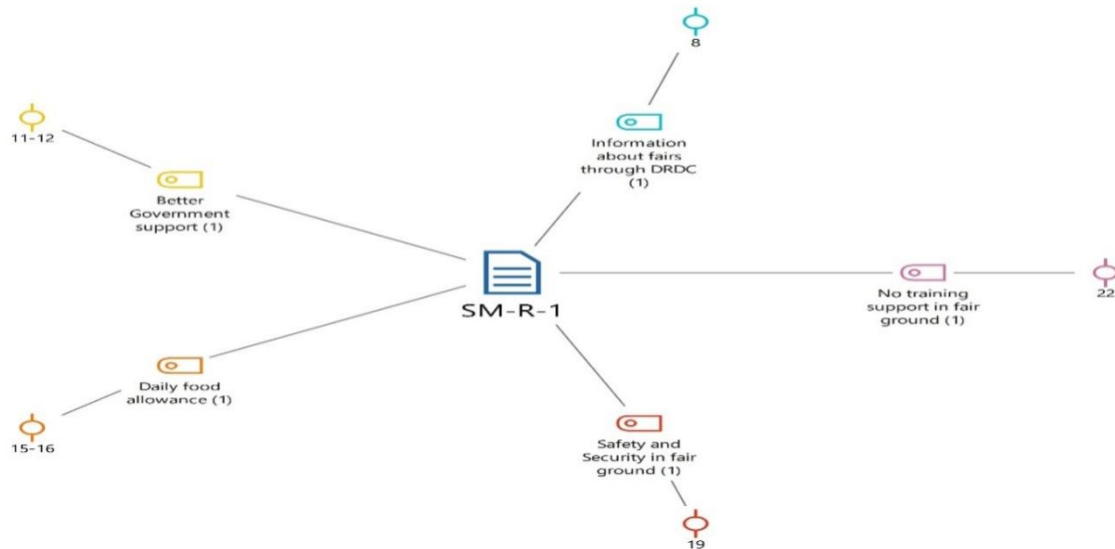 8
Information
about fairs
through DRDC
(1)
11-12
Better
Government
support (1)
SM-R-1
No training
support in fair
ground (1)
22
Daily food
allowance (1)
15-16
Safety and
Security in fair
ground (1)
19